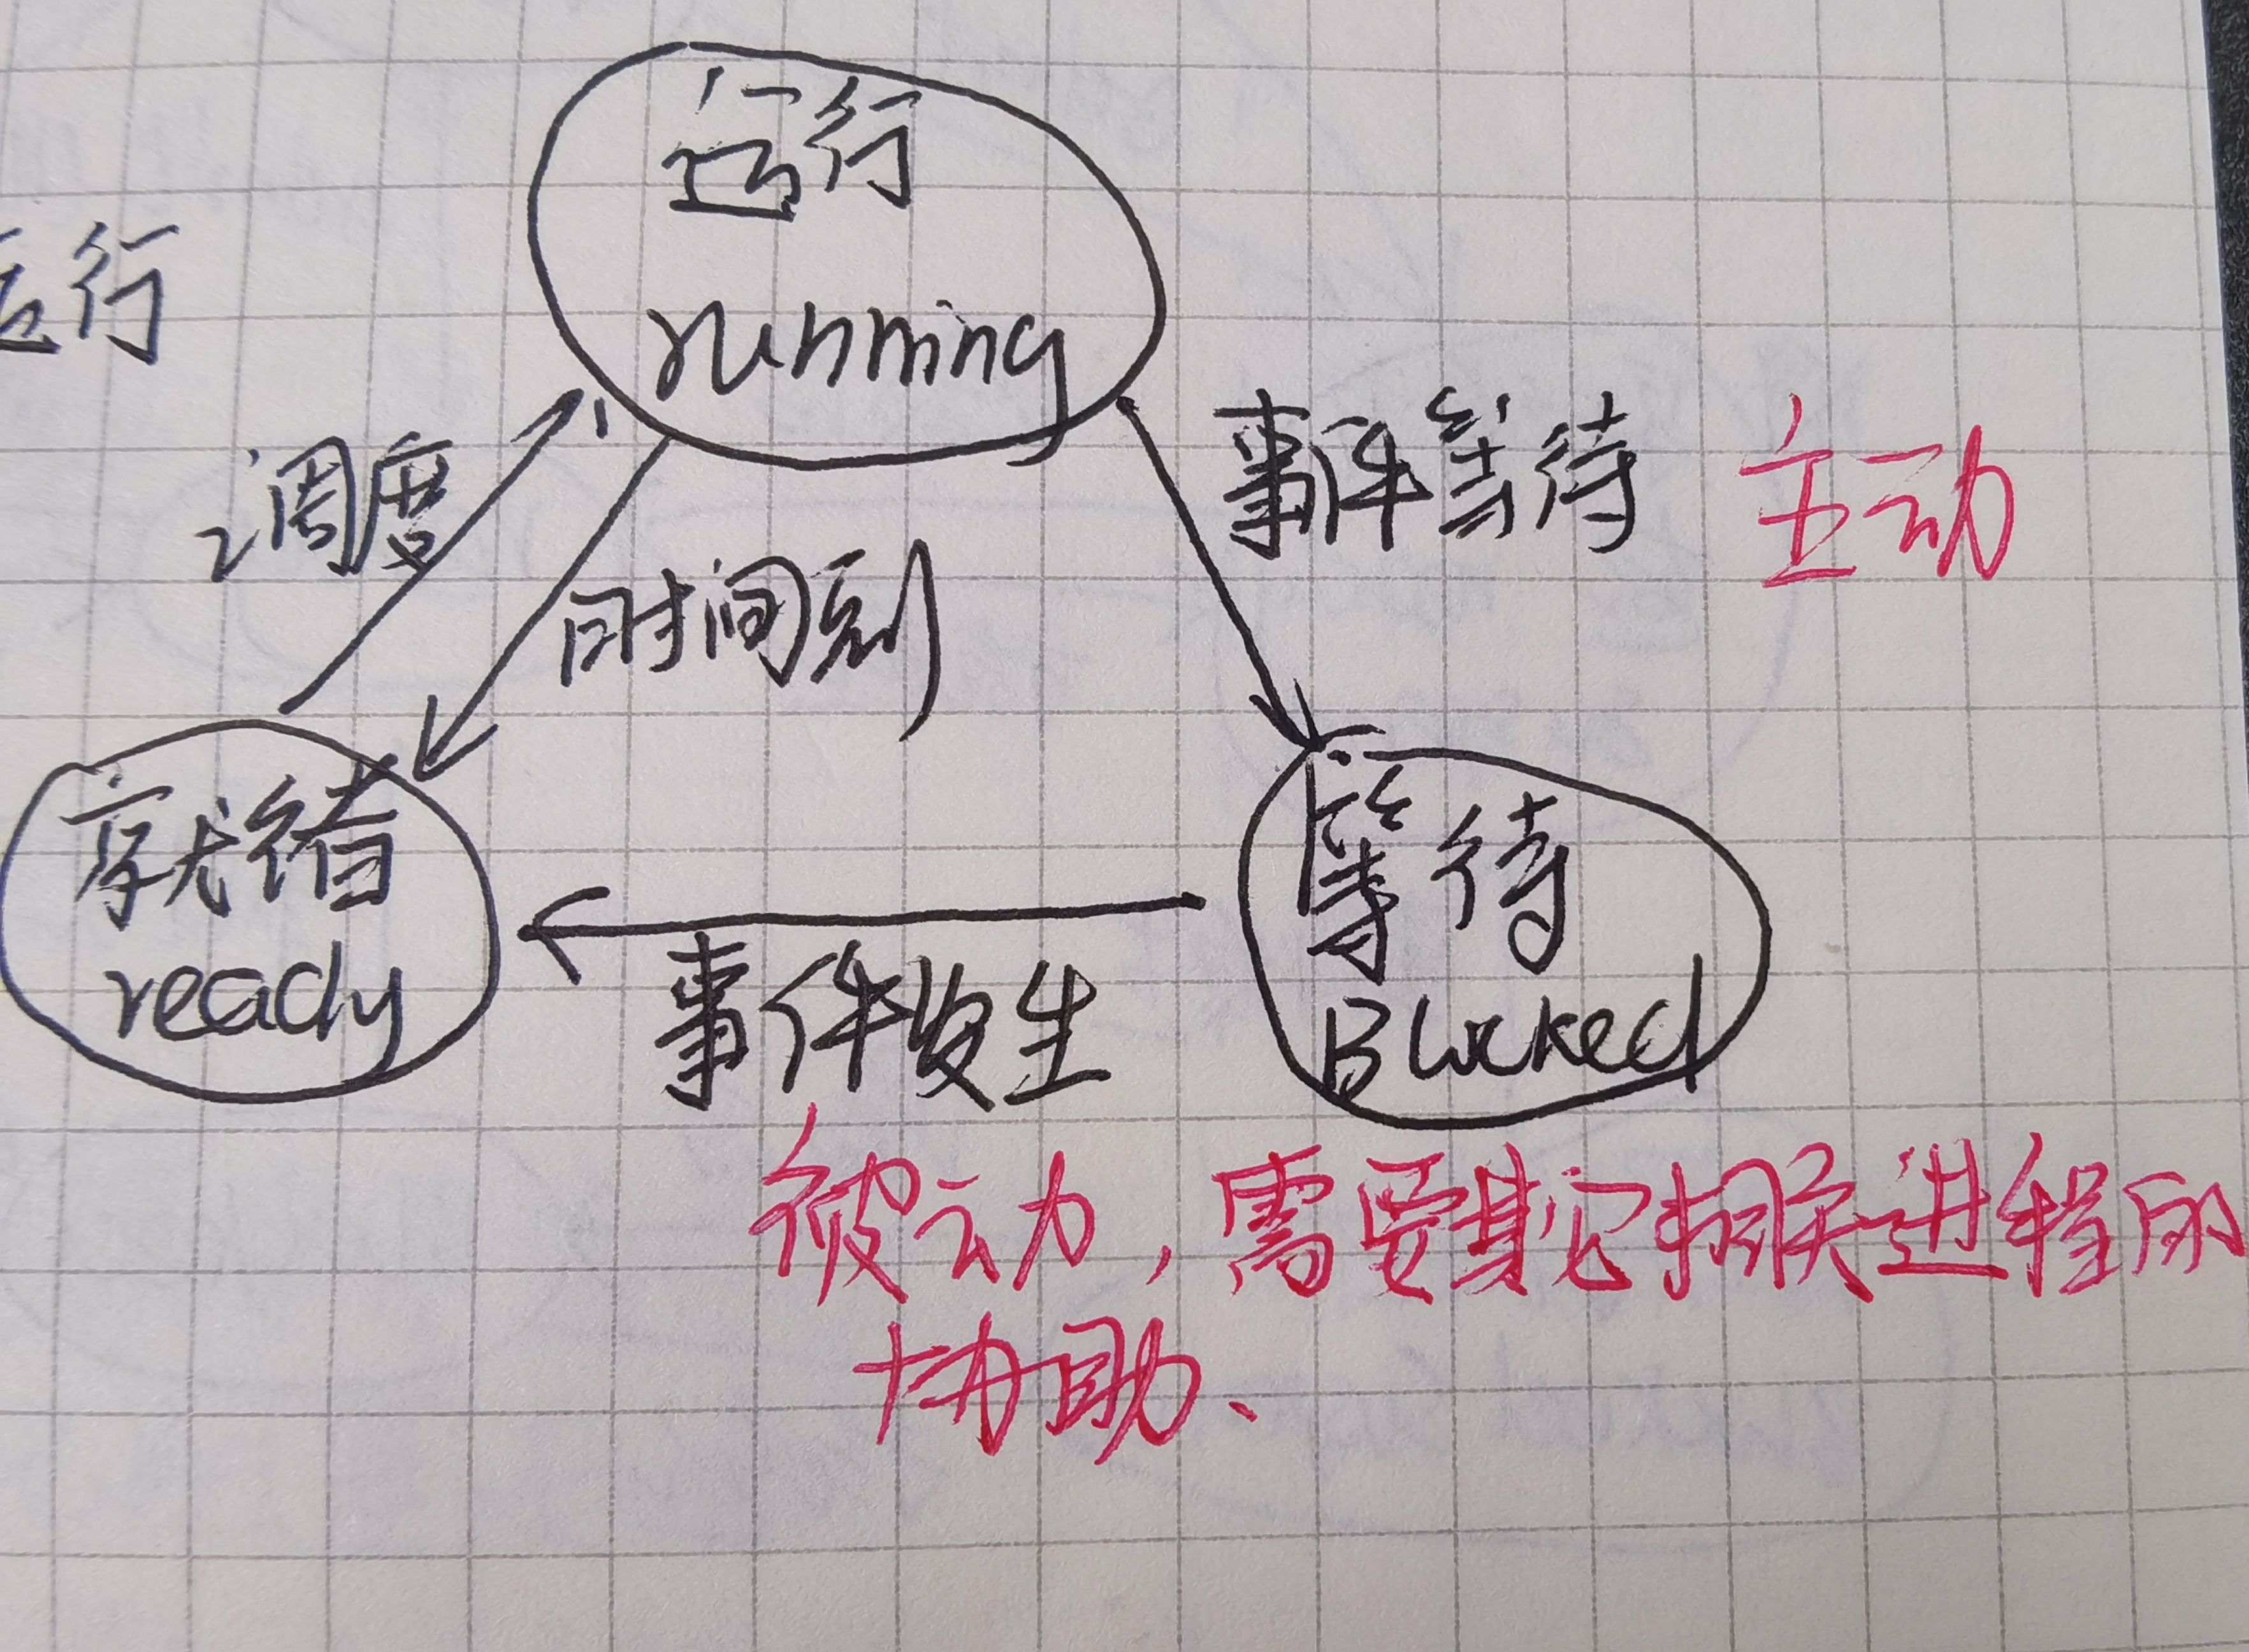 运行
running
运行
调度
事件等待 主动
时间到
就绪
ready
等待
Blocked
事件发生
被动，需要其它相关进程的
协助、